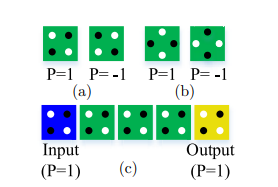 P=1 P= -1 P=1 P= -1
(a) (b)
Input Output
(P=1) (c) (P=1)